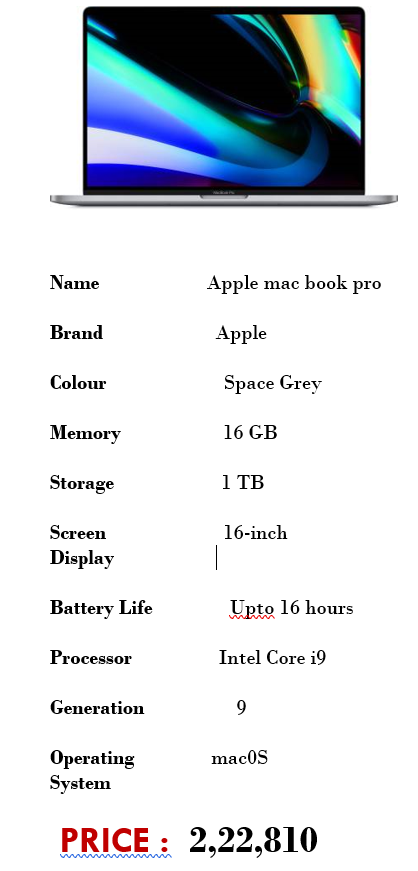 Name Apple mac book pro
Brand Apple
Colour Space Grey
Memory 16 GB
Storage 1 TB
Screen 16-inch
Display
Battery Life Upto 16 hours
Processor Intel Core i9
Generation 9
Operating mac0S
System
PRICE : 2,22,810